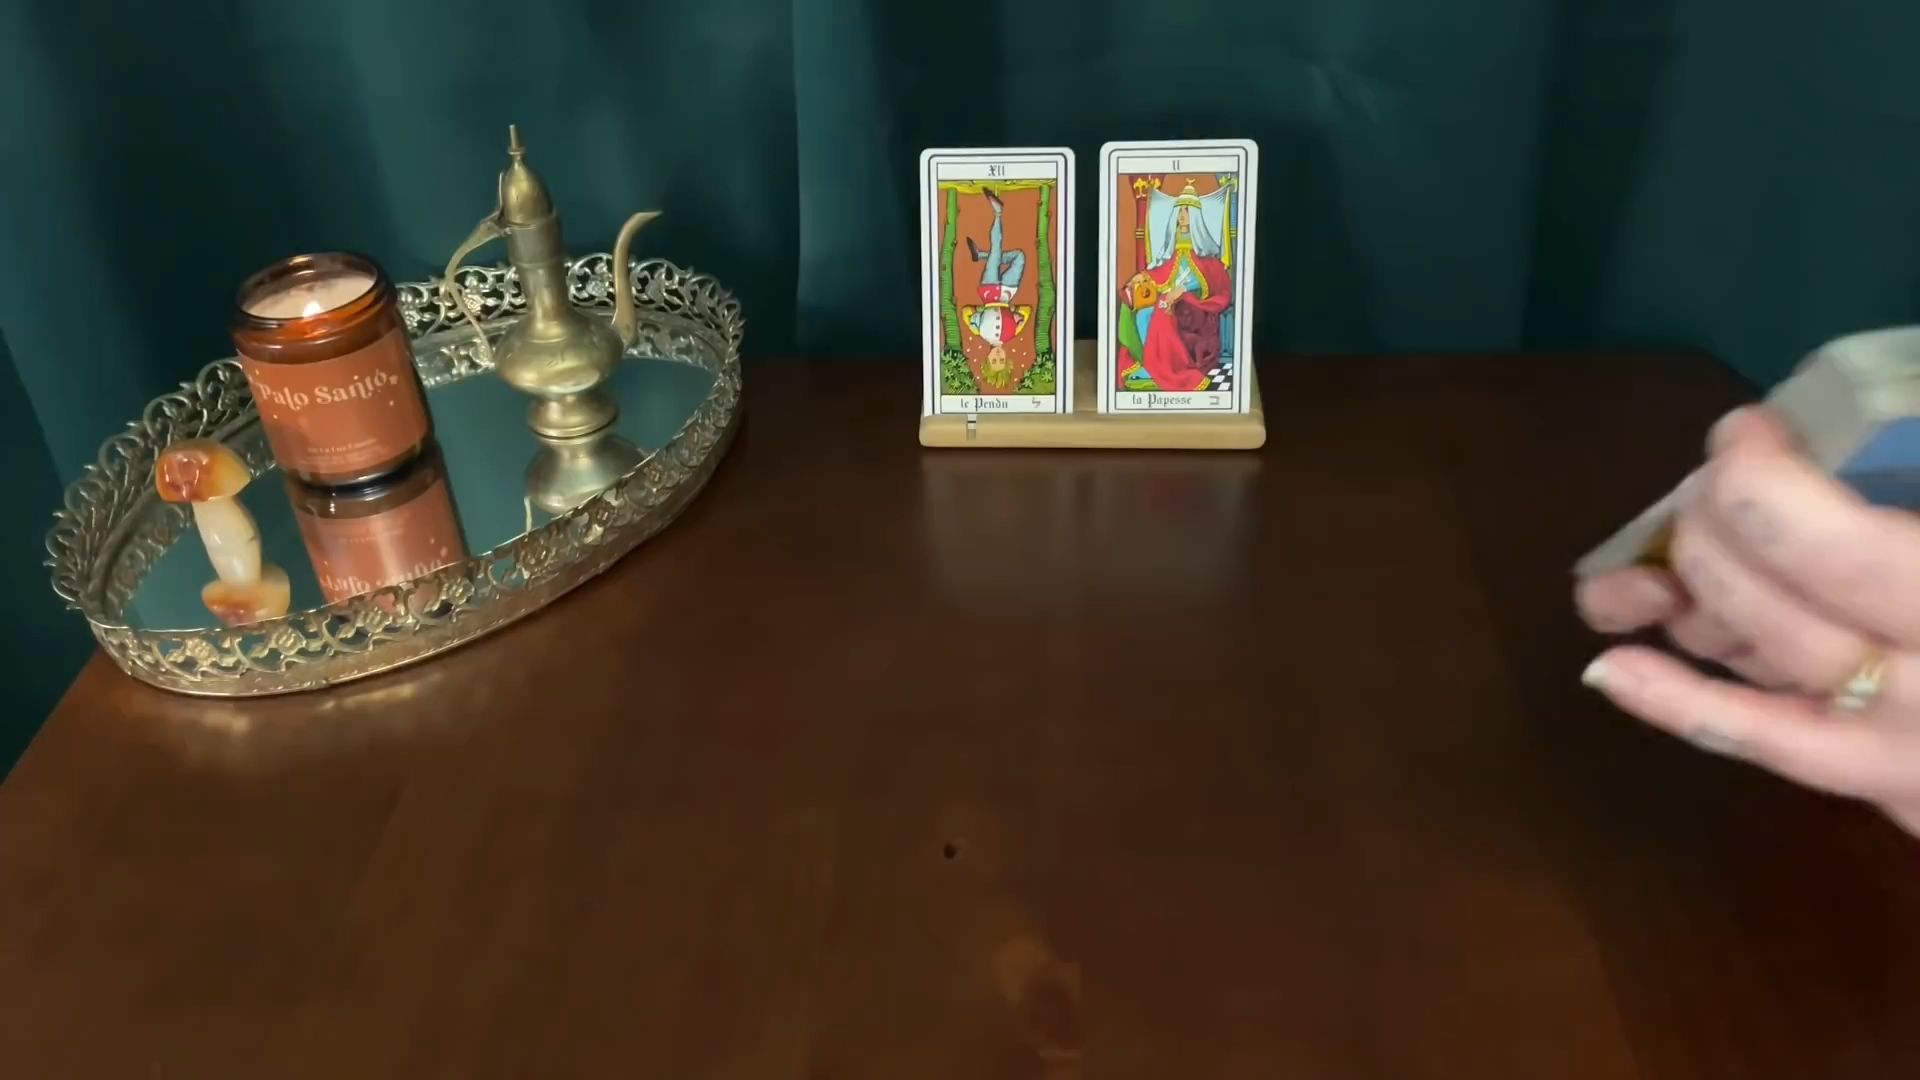 Palo Santo
XII
le Pendu ל
II
la Papesse ב